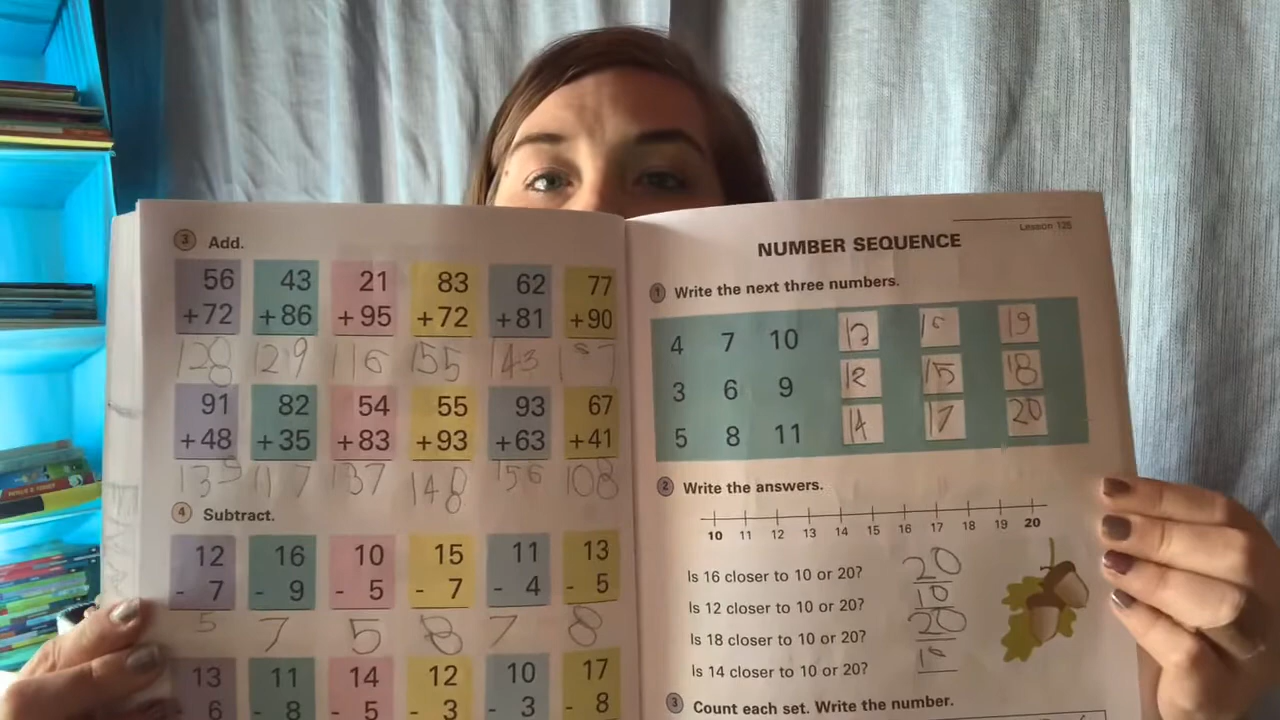 3 Add.
56 43 21 83 62 77
+72 +86 +95 +72 +81 +90
128 129 116 155 143
91 82 54 55 93 67
+48 +35 +83 +93 +63 +41
139 117 137 148 156 108
4 Subtract.
12 16 10 15 11 13
- 7 - 9 - 5 - 7 - 4 - 5
5 7 5 8 7 8
13 11 14 12 10 17
6 - 8 - 5 - 3 - 3 - 8
Lesson 125
NUMBER SEQUENCE
1 Write the next three numbers.
4 7 10 13 16 19
3 6 9 12 15 18
5 8 11 14 17 20
2 Write the answers.
10 11 12 13 14 15 16 17 18 19 20
Is 16 closer to 10 or 20? 20
Is 12 closer to 10 or 20? 10
Is 18 closer to 10 or 20? 20
Is 14 closer to 10 or 20? 10
3 Count each set. Write the number.